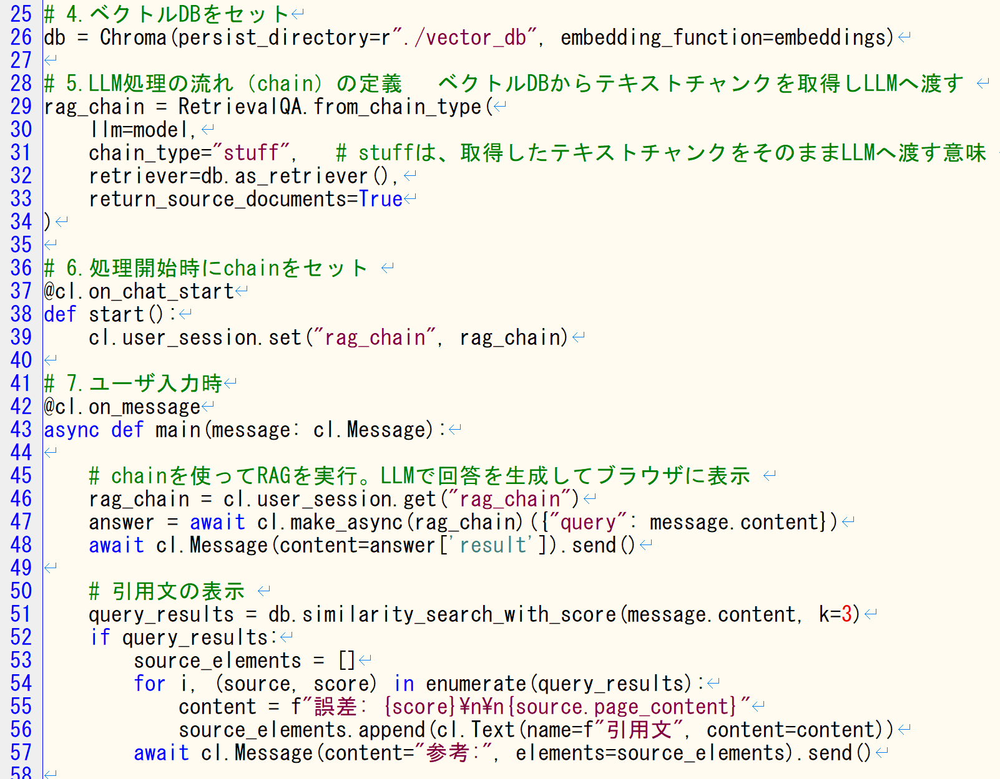 25 # 4.ベクトルDBをセット
26 db = Chroma(persist_directory=r"./vector_db", embedding_function=embeddings)
27
28 # 5.LLM処理の流れ（chain）の定義　　ベクトルDBからテキストチャンクを取得しLLMへ渡す
29 rag_chain = RetrievalQA.from_chain_type(
30     llm=model,
31     chain_type="stuff",   # stuffは、取得したテキストチャンクをそのままLLMへ渡す意味
32     retriever=db.as_retriever(),
33     return_source_documents=True
34 )
35
36 # 6.処理開始時にchainをセット
37 @cl.on_chat_start
38 def start():
39     cl.user_session.set("rag_chain", rag_chain)
40
41 # 7.ユーザ入力時
42 @cl.on_message
43 async def main(message: cl.Message):
44
45     # chainを使ってRAGを実行。LLMで回答を生成してブラウザに表示
46     rag_chain = cl.user_session.get("rag_chain")
47     answer = await cl.make_async(rag_chain)({"query": message.content})
48     await cl.Message(content=answer['result']).send()
49
50     # 引用文の表示
51     query_results = db.similarity_search_with_score(message.content, k=3)
52     if query_results:
53         source_elements = []
54         for i, (source, score) in enumerate(query_results):
55             content = f"誤差: {score}¥n¥n{source.page_content}"
56             source_elements.append(cl.Text(name=f"引用文", content=content))
57         await cl.Message(content="参考:", elements=source_elements).send()
58